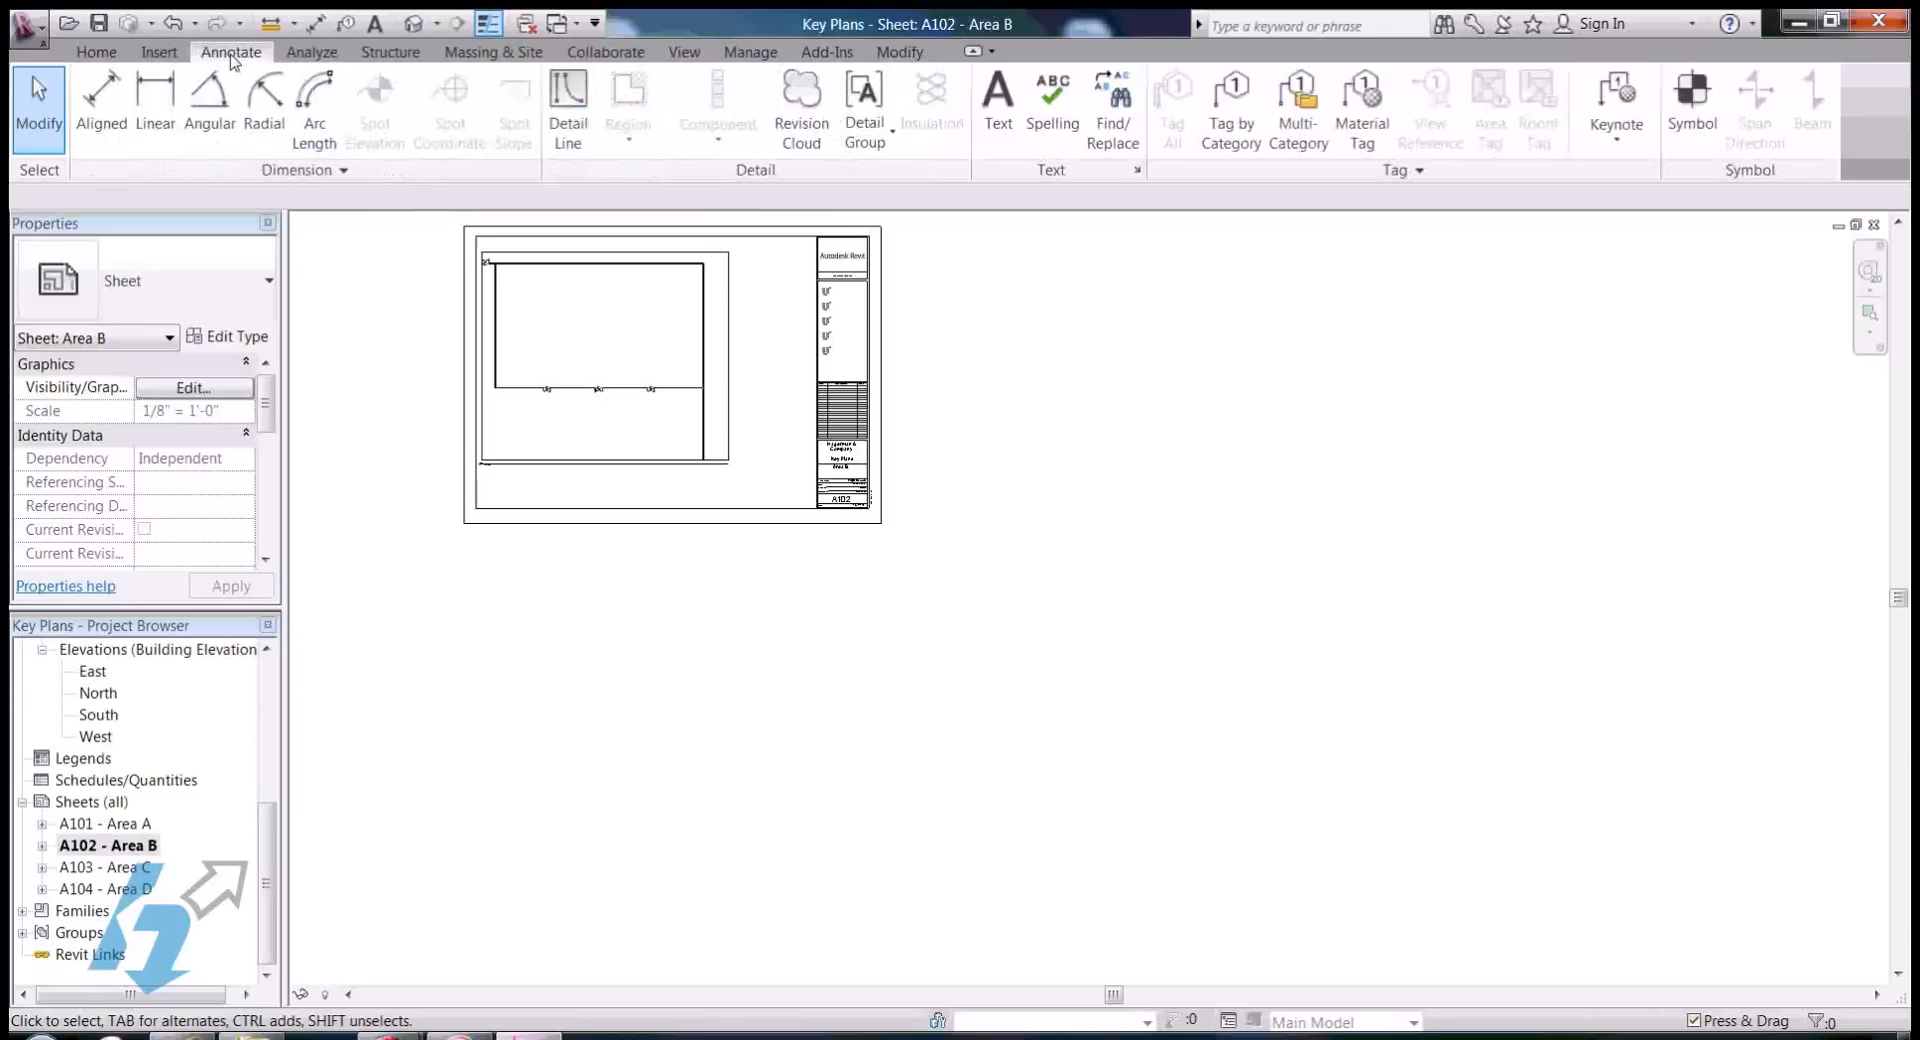 Key Plans - Sheet: A102 - Area B
Type a keyword or phrase
Sign In
Home Insert Annotate Analyze Structure Massing & Site Collaborate View Manage Add-Ins Modify
Modify Aligned Linear Angular Radial Arc Length Spot Elevation Spot Coordinate Spot Slope Detail Line Region Component Revision Cloud Detail Group Insulation Text Spelling Find/ Replace Tag All Tag by Category Multi- Category Material Tag View Reference Area Tag Room Tag Keynote Symbol Span Direction Beam
Select Dimension Detail Text Tag Symbol
Properties
Sheet
Sheet: Area B
Edit Type
Graphics
Visibility/Grap... Edit...
Scale 1/8" = 1'-0"
Identity Data
Dependency Independent
Referencing S...
Referencing D...
Current Revisi...
Current Revisi...
Properties help
Apply
Key Plans - Project Browser
Elevations (Building Elevation
East
North
South
West
Legends
Schedules/Quantities
Sheets (all)
A101 - Area A
A102 - Area B
A103 - Area C
A104 - Area D
Families
Groups
Revit Links
Autodesk Revit
Company
Key Plans
Area B
A102
Click to select, TAB for alternates, CTRL adds, SHIFT unselects.
:0
Main Model
Press & Drag
:0